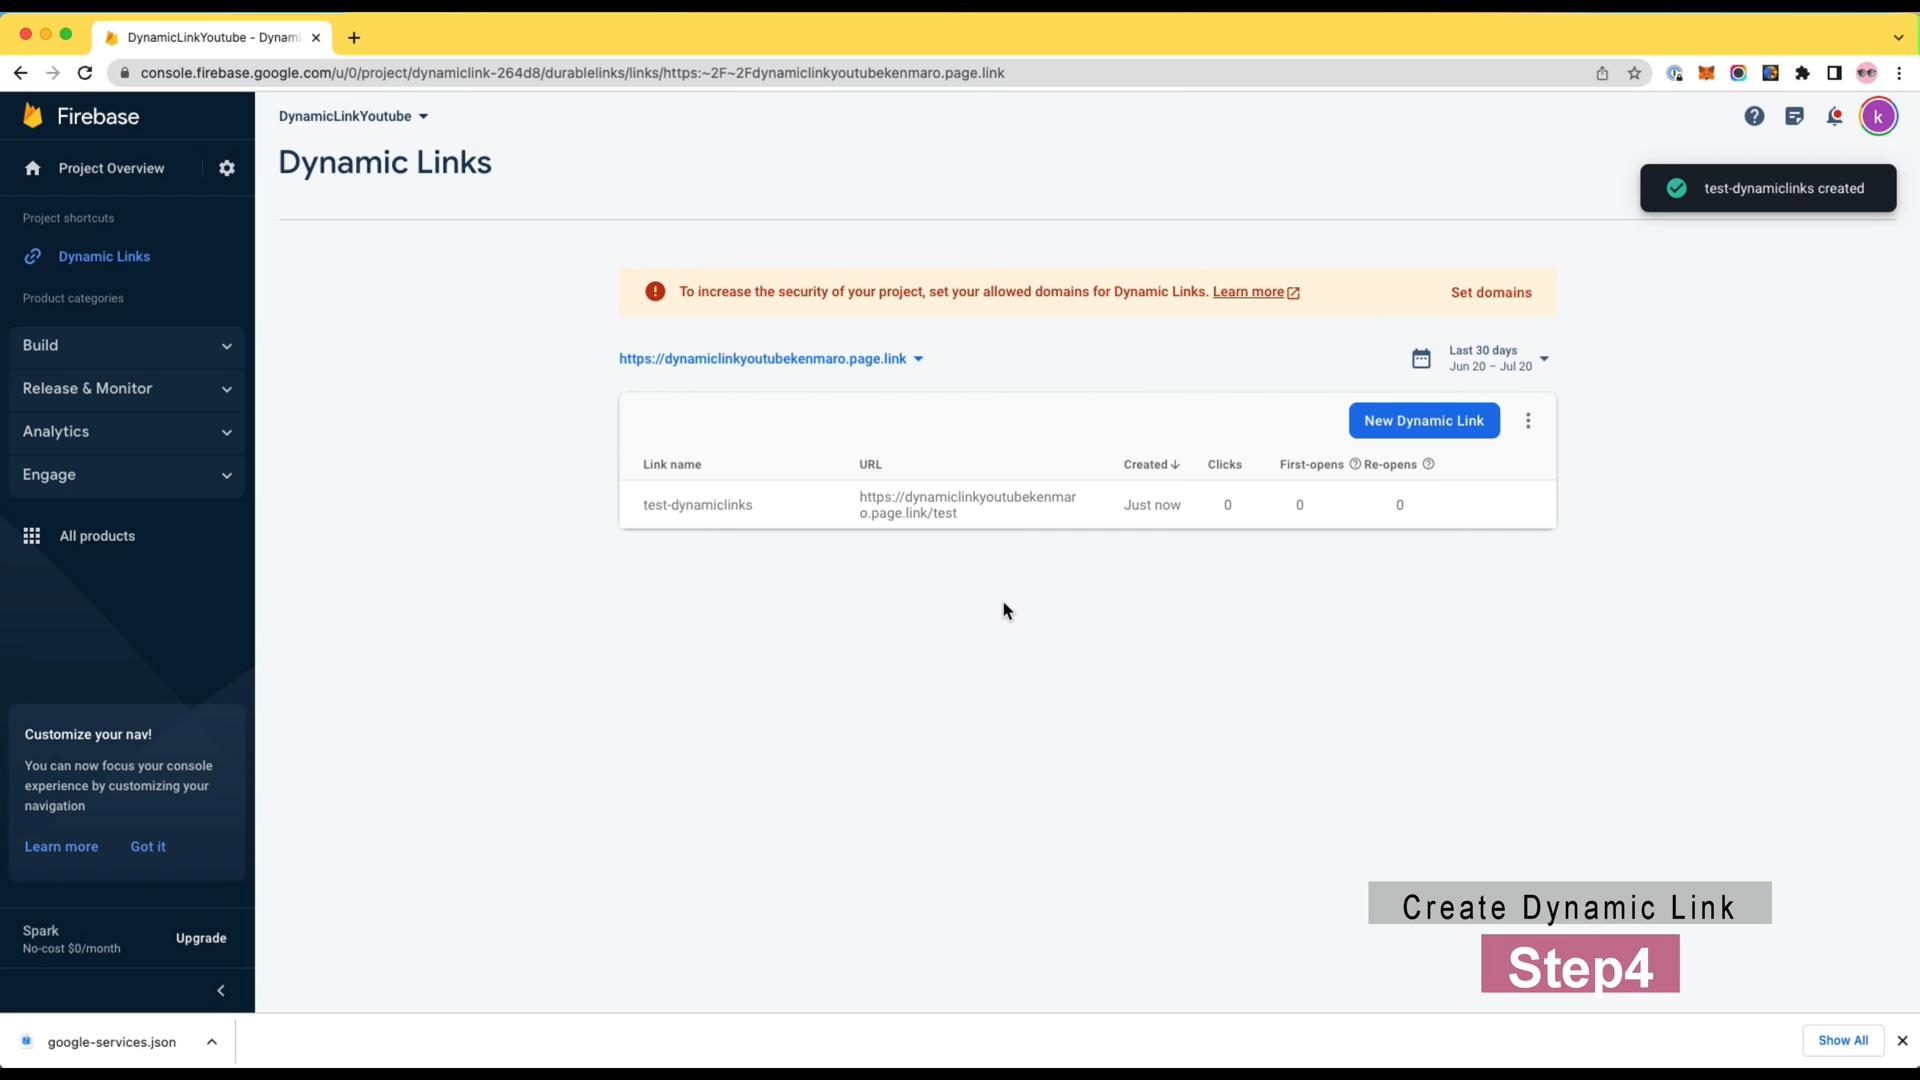 DynamicLinkYoutube - Dynami
console.firebase.google.com/u/0/project/dynamiclink-264d8/durablelinks/links/https:~2F~2Fdynamiclinkyoutubekenmaro.page.link
Firebase
Project Overview
Project shortcuts
Dynamic Links
Product categories
Build
Release & Monitor
Analytics
Engage
All products
Customize your nav!
You can now focus your console
experience by customizing your
navigation
Learn more Got it
Spark
No-cost $0/month
Upgrade
DynamicLinkYoutube
k
Dynamic Links
test-dynamiclinks created
To increase the security of your project, set your allowed domains for Dynamic Links. Learn more
Set domains
https://dynamiclinkyoutubekenmaro.page.link
Last 30 days
Jun 20 – Jul 20
New Dynamic Link
Link name URL Created Clicks First-opens Re-opens
test-dynamiclinks https://dynamiclinkyoutubekenmar
o.page.link/test
Just now 0 0 0
Create Dynamic Link
Step4
google-services.json
Show All